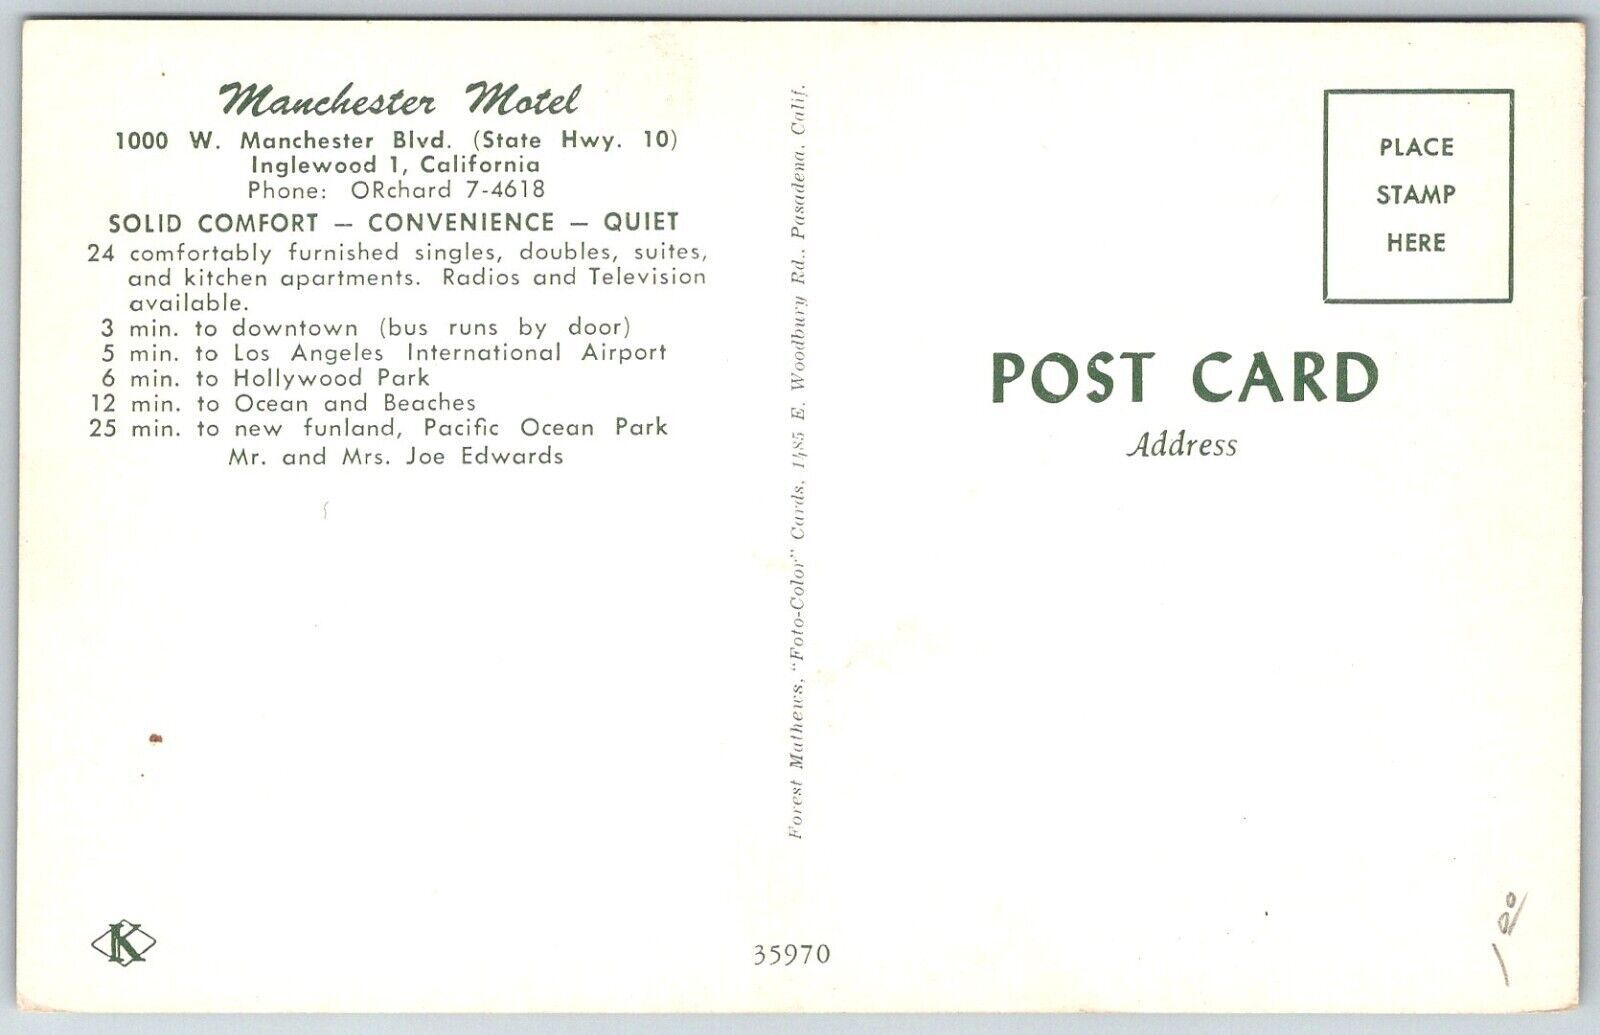 Manchester Motel
1000 W. Manchester Blvd. (State Hwy. 10)
Inglewood 1, California
Phone: ORchard 7-4618
SOLID COMFORT — CONVENIENCE — QUIET
24 comfortably furnished singles, doubles, suites,
and kitchen apartments. Radios and Television
available.
3 min. to downtown (bus runs by door)
5 min. to Los Angeles International Airport
6 min. to Hollywood Park
12 min. to Ocean and Beaches
25 min. to new funland, Pacific Ocean Park
Mr. and Mrs. Joe Edwards
K
Forest Mathews, "Foto-Color" Cards, 1485 E. Woodbury Rd., Pasadena, Calif.
35970
PLACE
STAMP
HERE
POST CARD
Address
1 00